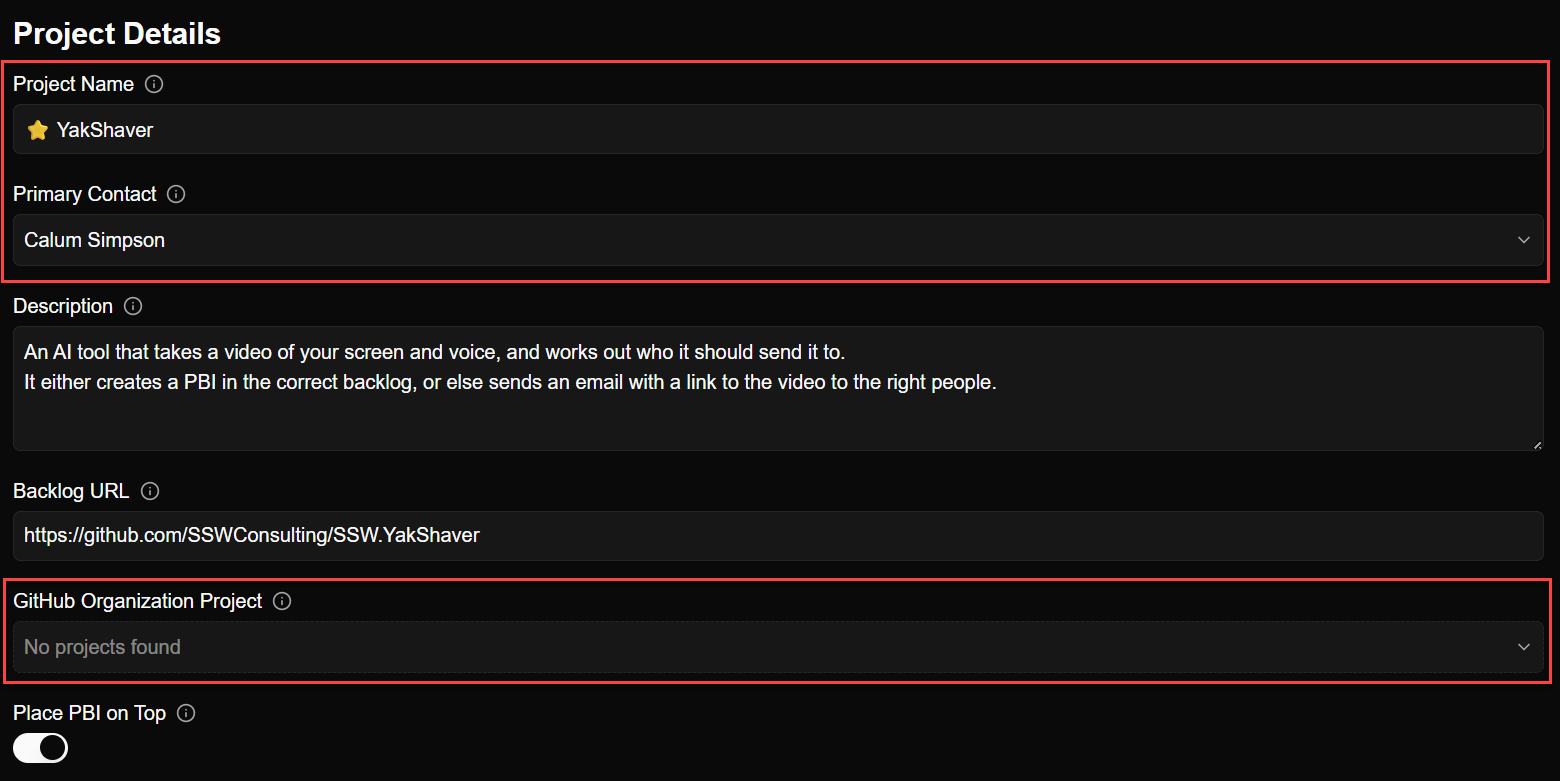 Project Details
Project Name
⭐ YakShaver
Primary Contact
Calum Simpson
Description
An AI tool that takes a video of your screen and voice, and works out who it should send it to.
It either creates a PBI in the correct backlog, or else sends an email with a link to the video to the right people.
Backlog URL
https://github.com/SSWConsulting/SSW.YakShaver
GitHub Organization Project
No projects found
Place PBI on Top